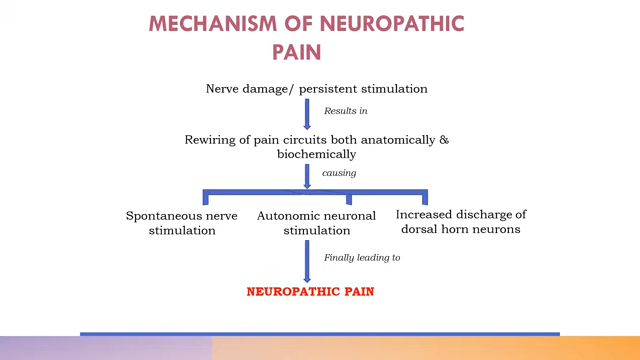 MECHANISM OF NEUROPATHIC
PAIN
Nerve damage/ persistent stimulation
Results in
Rewiring of pain circuits both anatomically &
biochemically
causing
Spontaneous nerve
stimulation
Autonomic neuronal
stimulation
Increased discharge of
dorsal horn neurons
Finally leading to
NEUROPATHIC PAIN